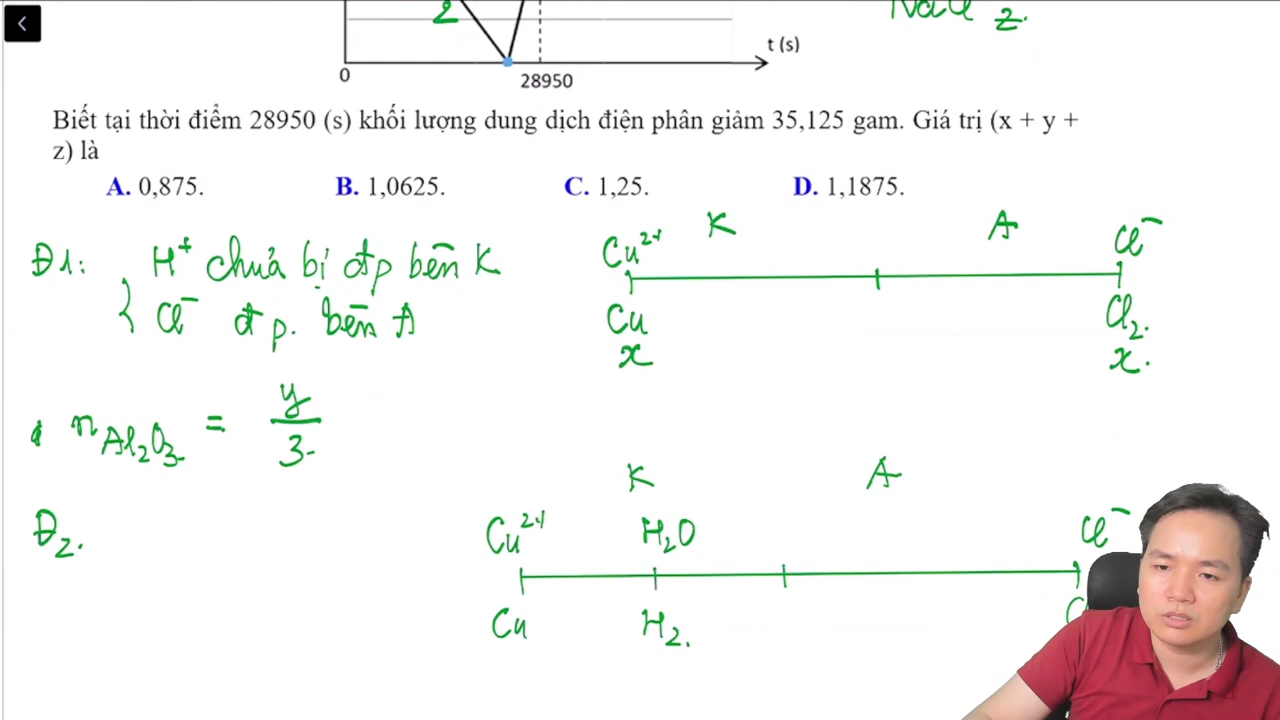 2
NaCl z.
t (s)
0
28950
Biết tại thời điểm 28950 (s) khối lượng dung dịch điện phân giảm 35,125 gam. Giá trị (x + y +
z) là
A. 0,875. B. 1,0625. C. 1,25. D. 1,1875.
K A
Cu²⁺ Cl⁻
Đ1: H⁺ chưa bị đp bên K
Cl⁻ đp. bên A
Cu Cl₂.
x x.
n Al₂O₃ = y/3
K A
Đ2. Cu²⁺ H₂O Cl⁻
Cu H₂.